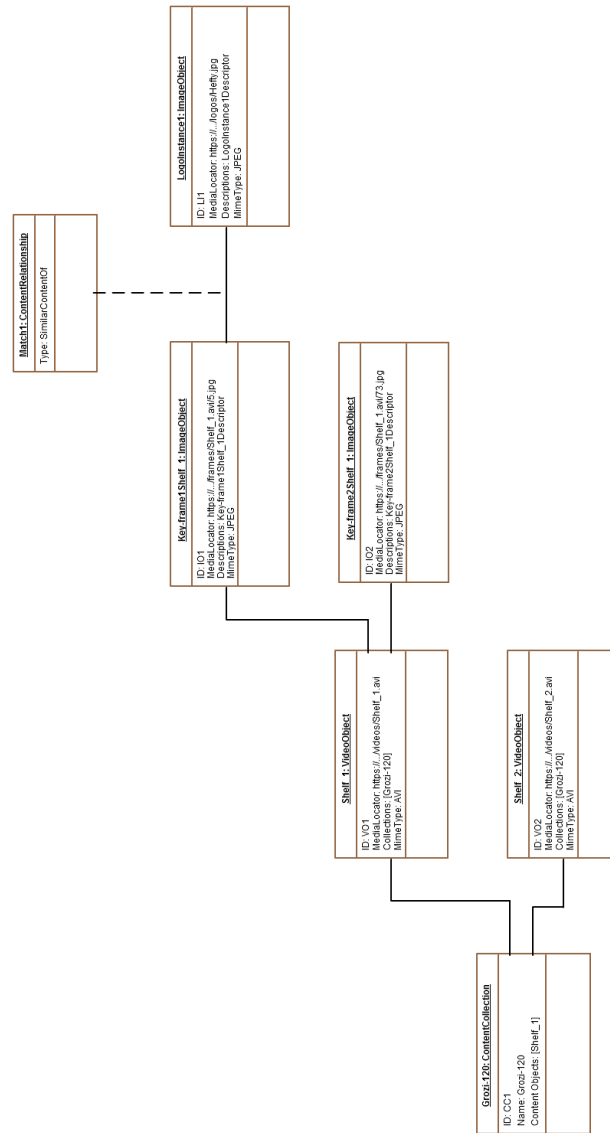 Match1: ContentRelationship
Type: SimilarContentOf
LogoInstance1: ImageObject
ID: LI1
MediaLocator: https://.../logos/Hefty.jpg
Descriptions: LogoInstance1Descriptor
MimeType: JPEG
Key-frame1Shelf_1: ImageObject
ID: IO1
MediaLocator: https://.../frames/Shelf_1.avi/5.jpg
Descriptions: Key-frame1Shelf_1Descriptor
MimeType: JPEG
Key-frame2Shelf_1: ImageObject
ID: IO2
MediaLocator: https://.../frames/Shelf_1.avi/73.jpg
Descriptions: Key-frame2Shelf_1Descriptor
MimeType: JPEG
Shelf_1: VideoObject
ID: VO1
MediaLocator: https://.../videos/Shelf_1.avi
Collections: [Grozi-120]
MimeType: AVI
Shelf_2: VideoObject
ID: VO2
MediaLocator: https://.../videos/Shelf_2.avi
Collections: [Grozi-120]
MimeType: AVI
Grozi-120: ContentCollection
ID: CC1
Name: Grozi-120
Content Objects: [Shelf_1]